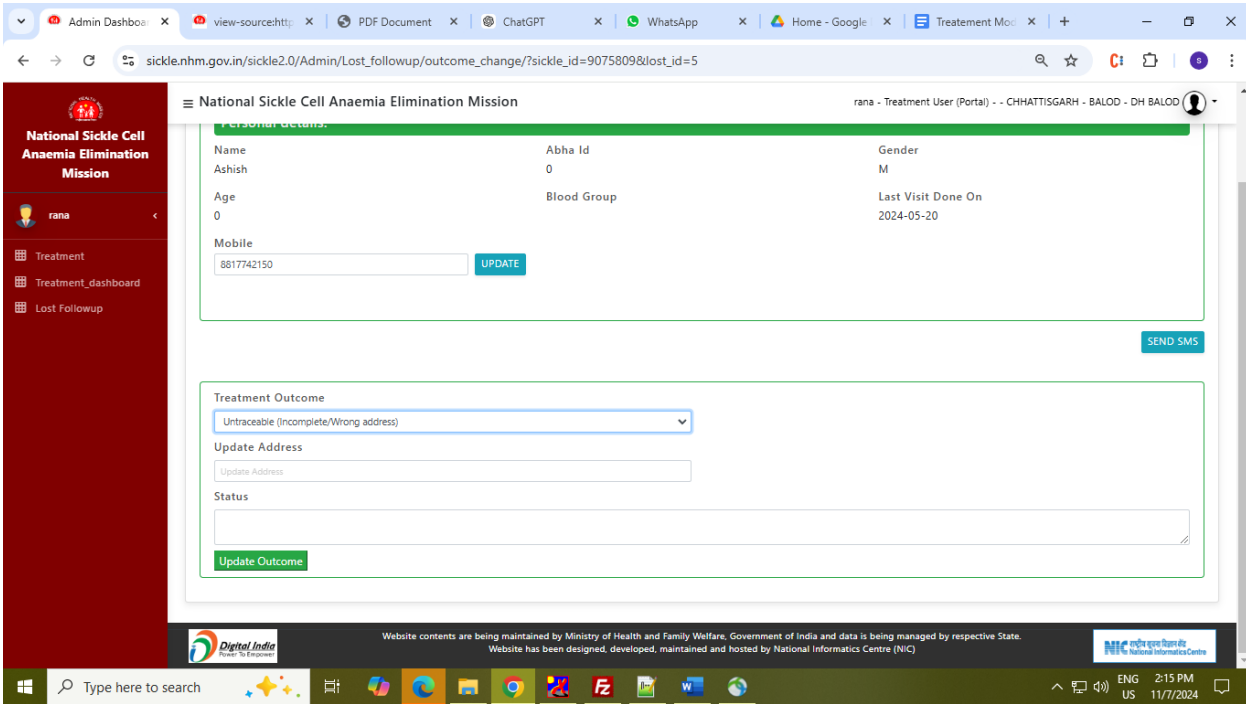 Admin Dashboar
view-source:http
PDF Document
ChatGPT
WhatsApp
Home - Google
Treatement Mod
sickle.nhm.gov.in/sickle2.0/Admin/Lost_followup/outcome_change/?sickle_id=9075809&lost_id=5
National Sickle Cell
Anaemia Elimination
Mission
rana
Treatment
Treatment_dashboard
Lost Followup
National Sickle Cell Anaemia Elimination Mission
rana - Treatment User (Portal) - - CHHATTISGARH - BALOD - DH BALOD
Personal details:
Name Abha Id Gender
Ashish 0 M
Age Blood Group Last Visit Done On
0 2024-05-20
Mobile
8817742150 UPDATE
SEND SMS
Treatment Outcome
Untraceable (Incomplete/Wrong address)
Update Address
Update Address
Status
Update Outcome
Digital India
Power To Empower
Website contents are being maintained by Ministry of Health and Family Welfare, Government of India and data is being managed by respective State.
Website has been designed, developed, maintained and hosted by National Informatics Centre (NIC)
NIC राष्ट्रीय सूचना विज्ञान केंद्र
National Informatics Centre
Type here to search
ENG 2:15 PM
US 11/7/2024